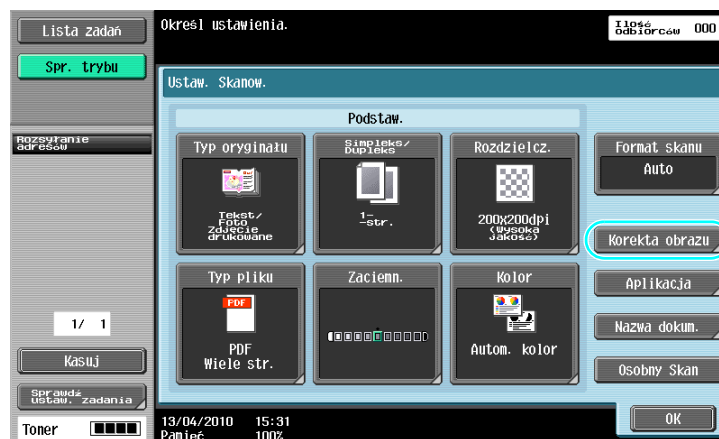 Lista zadań
Określ ustawienia.
Ilość
odbiorców 000
Spr. trybu
Ustaw. Skanow.
Podstaw.
Rozsyłanie
adresów
Typ oryginału
Simpleks/
Dupleks
Rozdzielcz.
Format skanu
Auto
Tekst/
Foto
Zdjęcie
drukowane
1-
-str.
200x200dpi
(Wysoka
jakość)
Korekta obrazu
Typ pliku
Zaciemn.
Kolor
Aplikacja
PDF
PDF
Wiele str.
Autom. kolor
1/ 1
Nazwa dokum.
Kasuj
Osobny Skan
Sprawdź
ustaw. zadania
OK
Toner
13/04/2010 15:31
Pamięć 100%